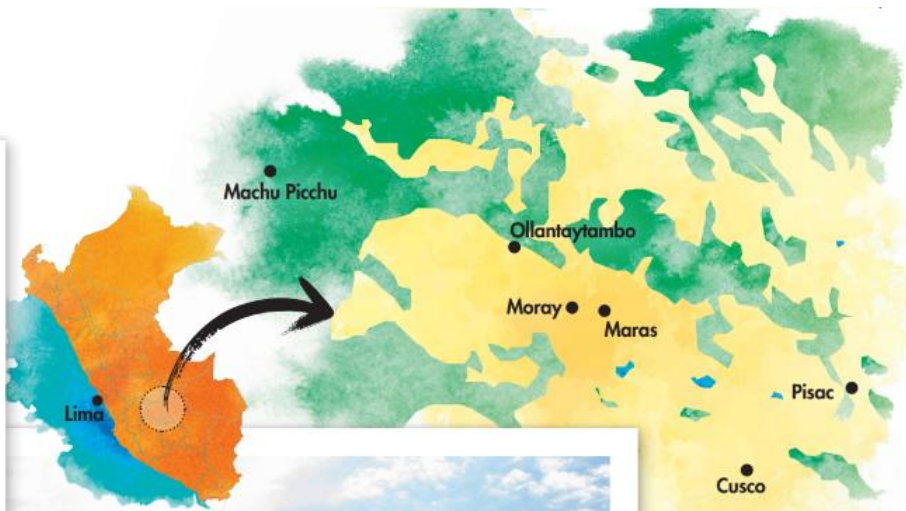 Machu Picchu
Ollantaytambo
Moray
Maras
Lima
Pisac
Cusco